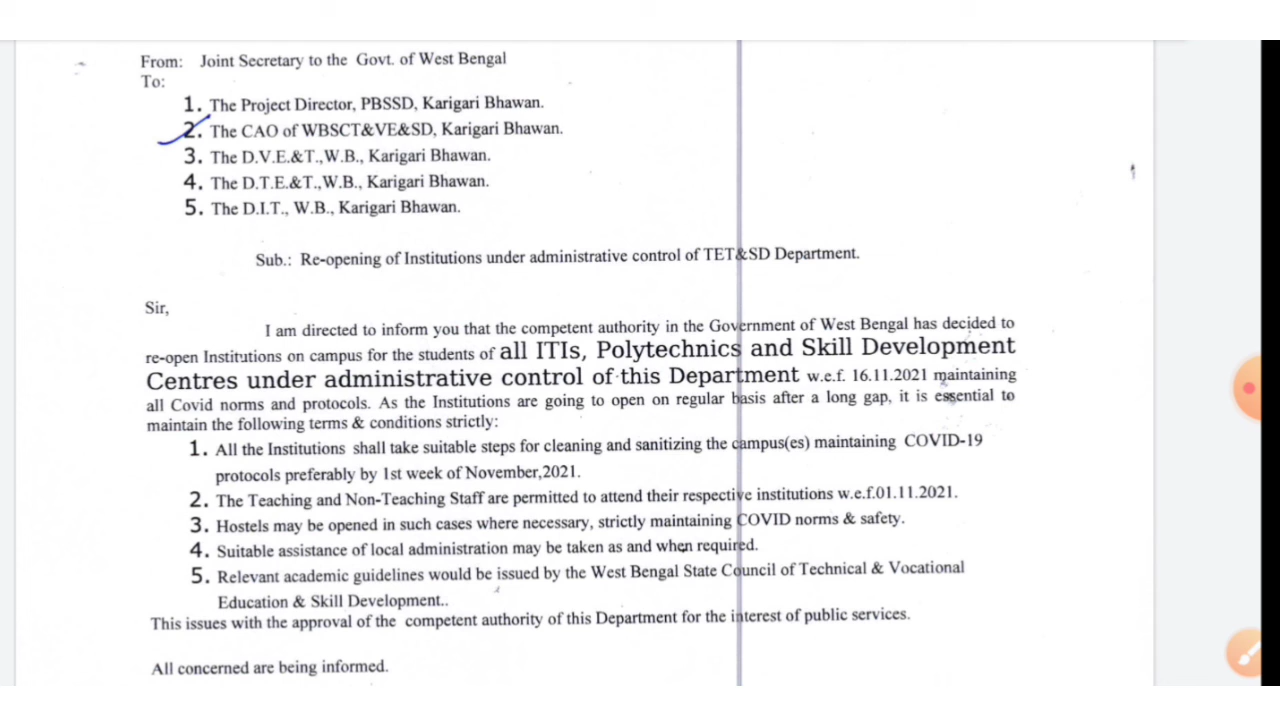 From: Joint Secretary to the Govt. of West Bengal
To:
1. The Project Director, PBSSD, Karigari Bhawan.
2. The CAO of WBSCT&VE&SD, Karigari Bhawan.
3. The D.V.E.&T.,W.B., Karigari Bhawan.
4. The D.T.E.&T.,W.B., Karigari Bhawan.
5. The D.I.T., W.B., Karigari Bhawan.
Sub.: Re-opening of Institutions under administrative control of TET&SD Department.
Sir,
I am directed to inform you that the competent authority in the Government of West Bengal has decided to
re-open Institutions on campus for the students of all ITIs, Polytechnics and Skill Development
Centres under administrative control of this Department w.e.f. 16.11.2021 maintaining
all Covid norms and protocols. As the Institutions are going to open on regular basis after a long gap, it is essential to
maintain the following terms & conditions strictly:
1. All the Institutions shall take suitable steps for cleaning and sanitizing the campus(es) maintaining COVID-19
protocols preferably by 1st week of November,2021.
2. The Teaching and Non-Teaching Staff are permitted to attend their respective institutions w.e.f.01.11.2021.
3. Hostels may be opened in such cases where necessary, strictly maintaining COVID norms & safety.
4. Suitable assistance of local administration may be taken as and when required.
5. Relevant academic guidelines would be issued by the West Bengal State Council of Technical & Vocational
Education & Skill Development..
This issues with the approval of the competent authority of this Department for the interest of public services.
All concerned are being informed.